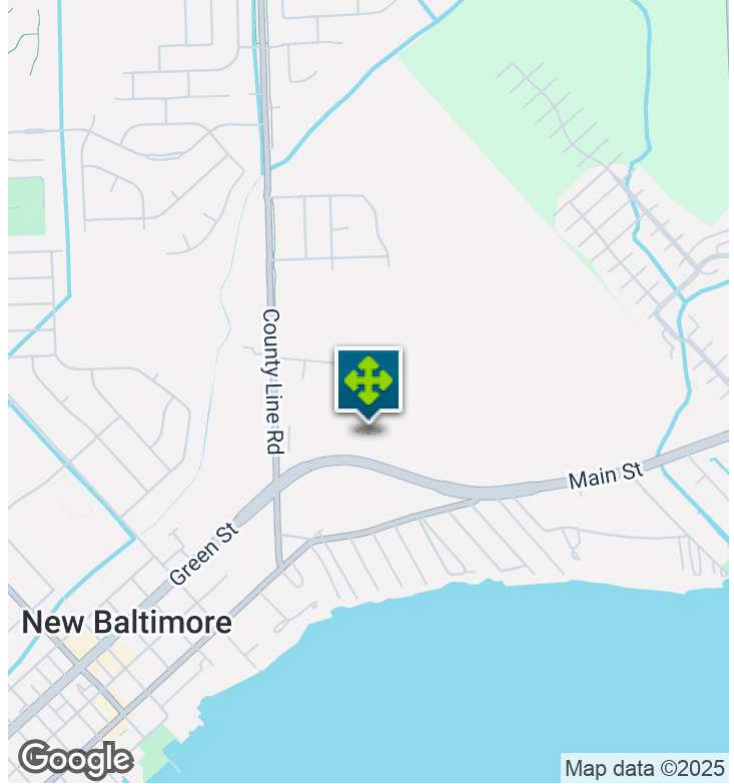 County Line Rd
Main St
Green St
New Baltimore
Google
Map data ©2025